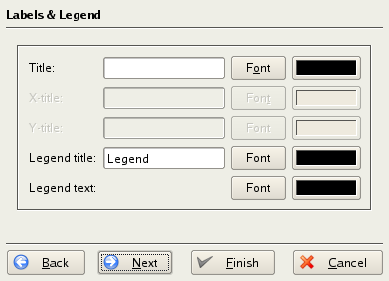 Labels & Legend
Title: Font
X-title: Font
Y-title: Font
Legend title: Legend Font
Legend text: Font
Back Next Finish Cancel